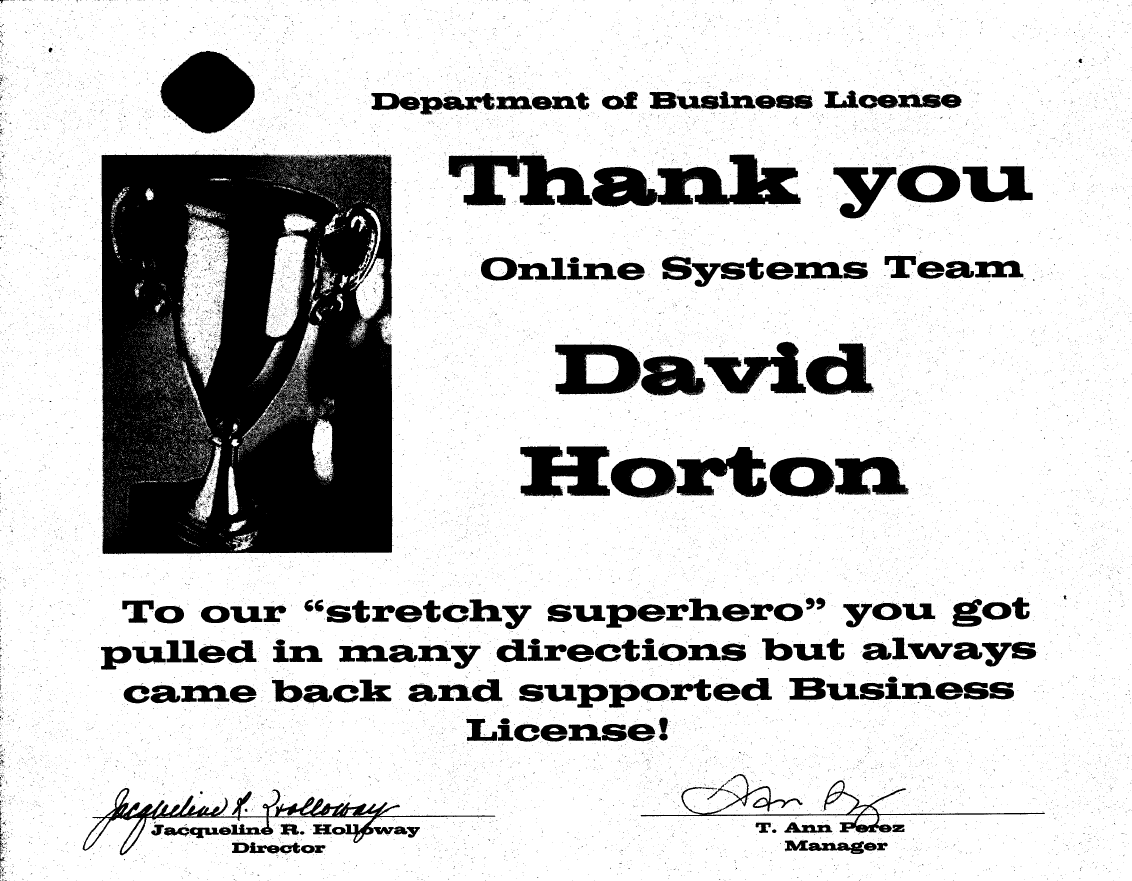 Department of Business License
Thank you
Online Systems Team
David
Horton
To our “stretchy superhero” you got
pulled in many directions but always
came back and supported Business
License!
Jacqueline R. Holloway
Jacqueline R. Holloway
Director
Ann Perez
T. Ann Perez
Manager